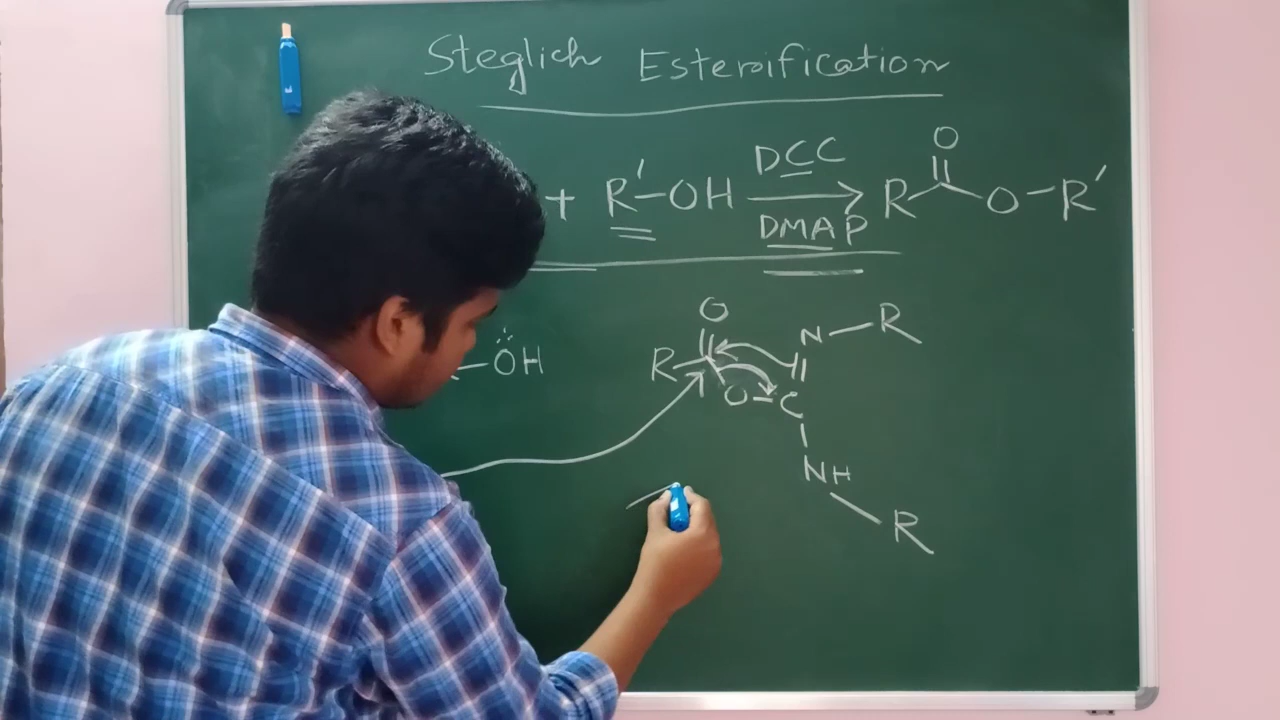 Steglich Esterification
O
DCC
+ R'-OH → R O-R'
DMAP
O
N-R
-ÖH R
O-C
NH
R